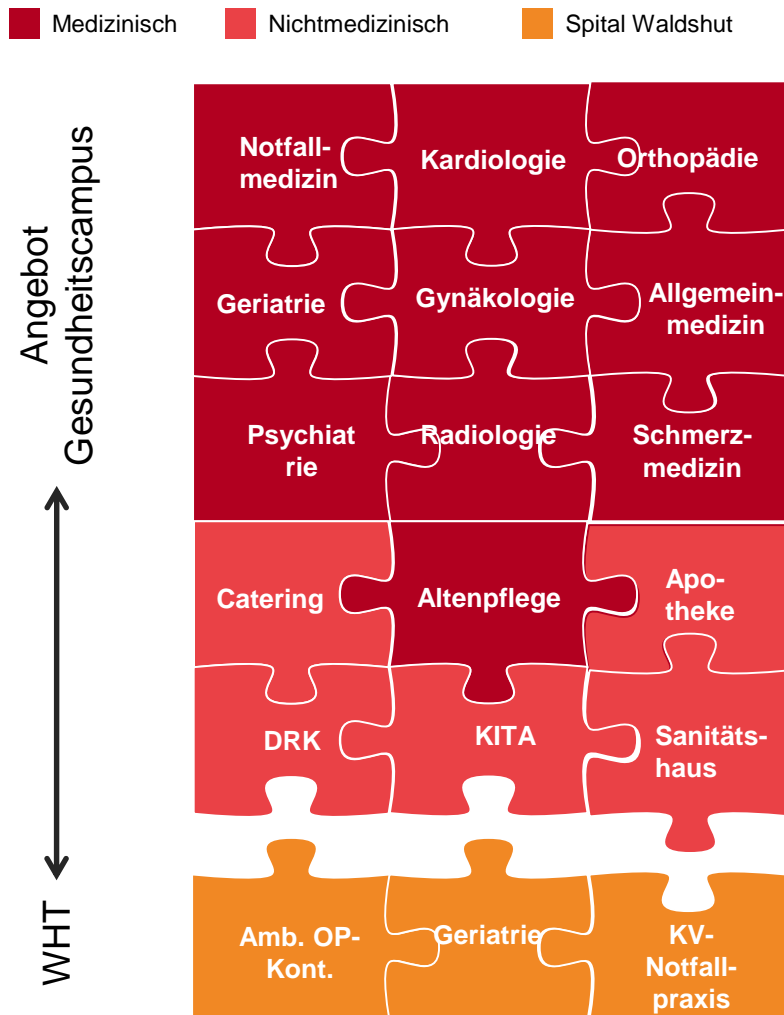 Medizinisch
Nichtmedizinisch
Spital Waldshut
Angebot
Gesundheitscampus
Notfall-
medizin
Kardiologie
Orthopädie
Geriatrie
Gynäkologie
Allgemein-
medizin
Psychiat
rie
Radiologie
Schmerz-
medizin
Catering
Altenpflege
Apo-
theke
DRK
KITA
Sanitäts-
haus
WHT
Amb. OP-
Kont.
Geriatrie
KV-
Notfall-
praxis